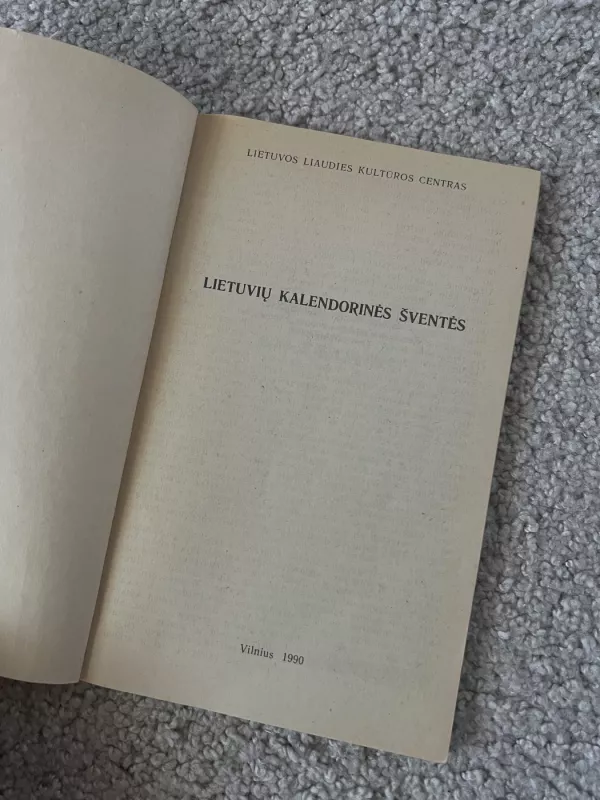 LIETUVOS LIAUDIES KULTŪROS CENTRAS
LIETUVIŲ KALENDORINĖS ŠVENTĖS
Vilnius 1990